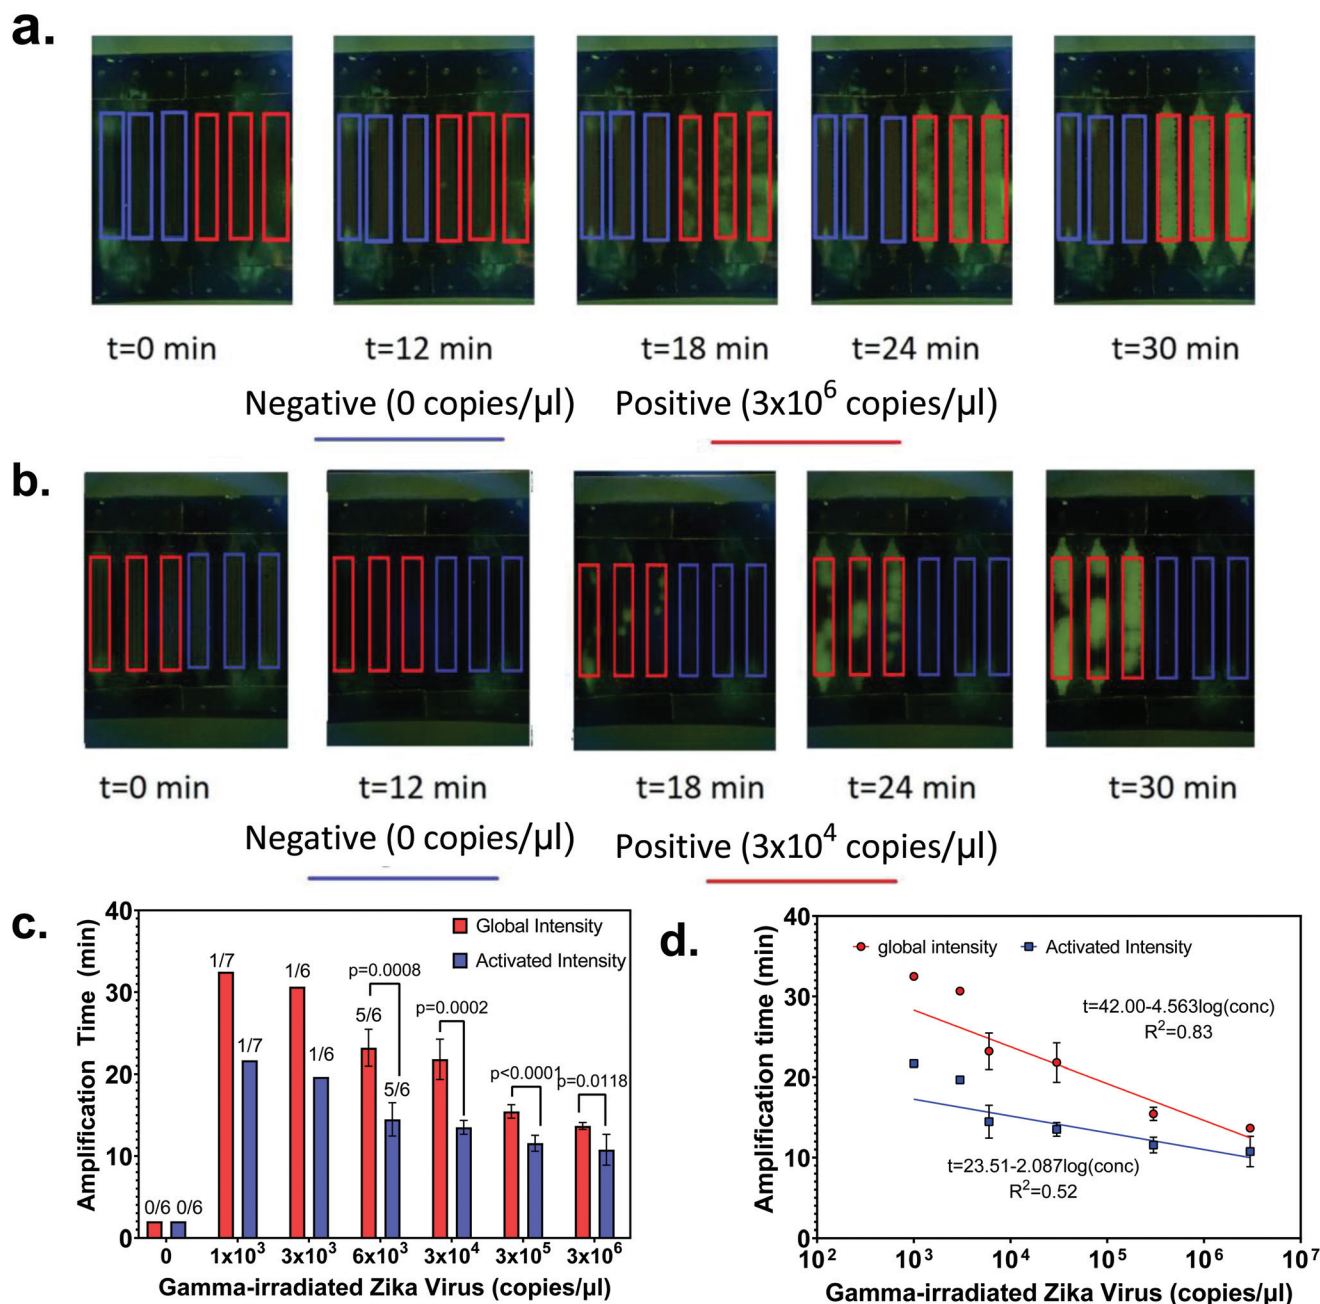 a.
t=0 min t=12 min t=18 min t=24 min t=30 min
Negative (0 copies/µl) Positive (3x10⁶ copies/µl)
b.
t=0 min t=12 min t=18 min t=24 min t=30 min
Negative (0 copies/µl) Positive (3x10⁴ copies/µl)
c.
Amplification Time (min)
40
30
20
10
0
Global Intensity
Activated Intensity
0/6 0/6
1/7
1/7
1/6
1/6
p=0.0008
5/6
5/6
p=0.0002
p<0.0001
p=0.0118
0 1x10³ 3x10³ 6x10³ 3x10⁴ 3x10⁵ 3x10⁶
Gamma-irradiated Zika Virus (copies/µl)
d.
Amplification time (min)
40
30
20
10
0
global intensity Activated Intensity
t=42.00-4.563log(conc)
R²=0.83
t=23.51-2.087log(conc)
R²=0.52
10² 10³ 10⁴ 10⁵ 10⁶ 10⁷
Gamma-irradiated Zika Virus (copies/µl)